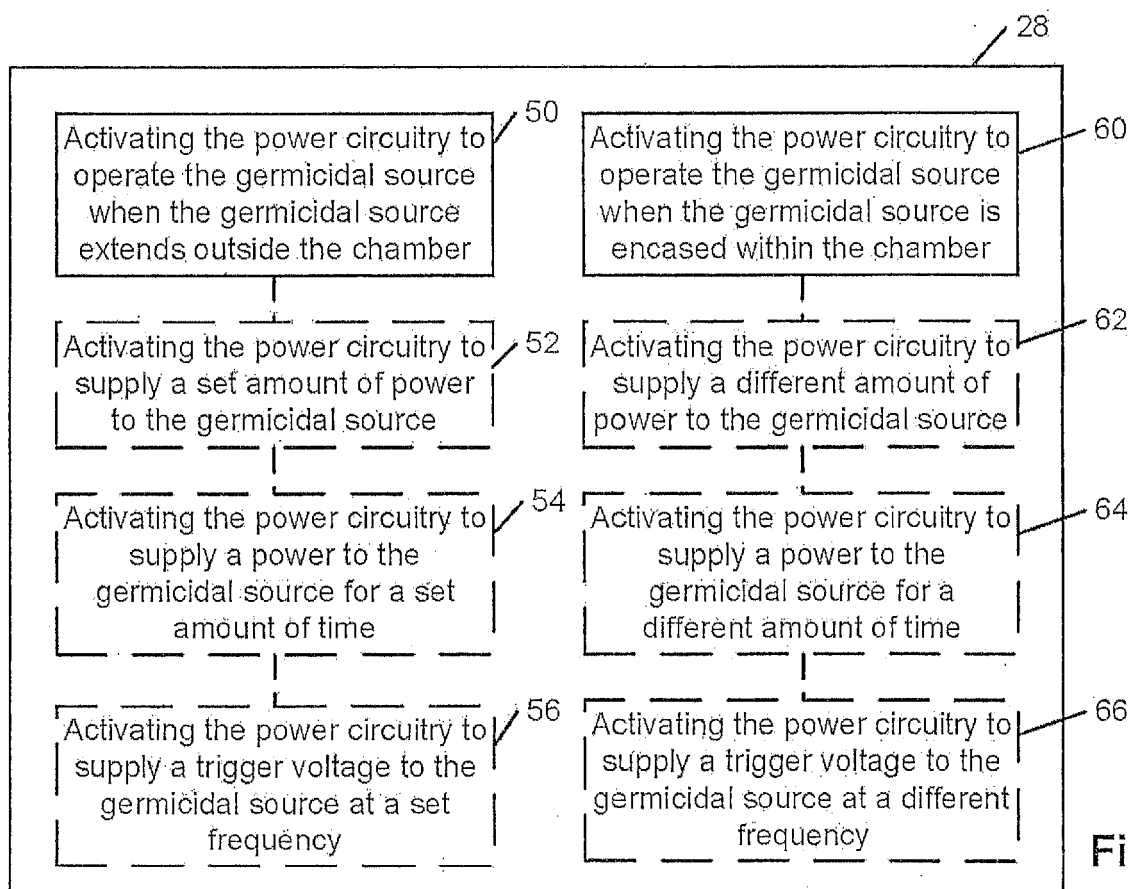 28
50
Activating the power circuitry to
operate the germicidal source
when the germicidal source
extends outside the chamber
60
Activating the power circuitry to
operate the germicidal source
when the germicidal source is
encased within the chamber
52
Activating the power circuitry to
supply a set amount of power
to the germicidal source
62
Activating the power circuitry to
supply a different amount of
power to the germicidal source
54
Activating the power circuitry to
supply a power to the
germicidal source for a set
amount of time
64
Activating the power circuitry to
supply a power to the
germicidal source for a
different amount of time
56
Activating the power circuitry to
supply a trigger voltage to the
germicidal source at a set
frequency
66
Activating the power circuitry to
supply a trigger voltage to the
germicidal source at a different
frequency
Fi